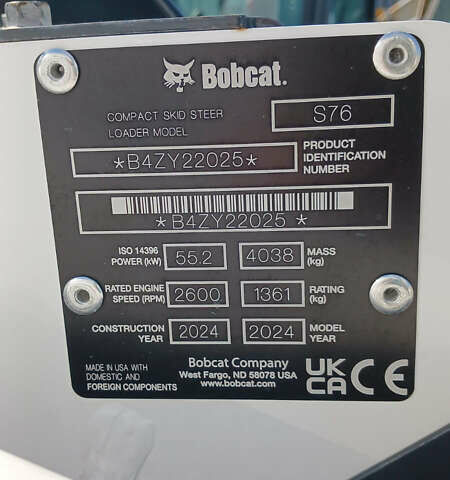 Bobcat.
COMPACT SKID STEER
LOADER MODEL
S76
*B4ZY22025*
PRODUCT
IDENTIFICATION
NUMBER
*B4ZY22025 *
ISO 14396
POWER (KW)
55.2
4038
MASS
(kg)
RATED ENGINE
SPEED (RPM)
2600
1361
RATING
(kg)
CONSTRUCTION
YEAR
2024
2024
MODEL
YEAR
MADE IN USA WITH
DOMESTIC AND
FOREIGN COMPONENTS
Bobcat Company
West Fargo, ND 58078 USA
www.bobcat.com
UK
CA
CE